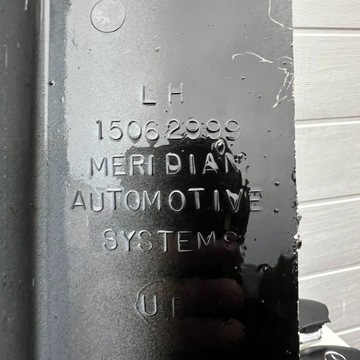 LH
15062999
MERIDIAN
AUTOMOTIVE
SYSTEMS